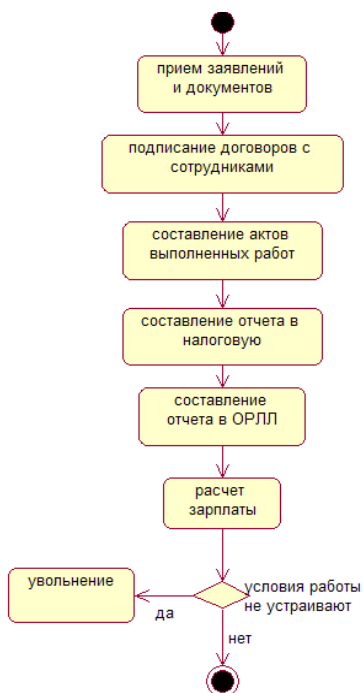 прием заявлений
и документов
подписание договоров с
сотрудниками
составление актов
выполненных работ
составление отчета в
налоговую
составление
отчета в ОРЛЛ
расчет
зарплаты
увольнение
условия работы
не устраивают
да
нет